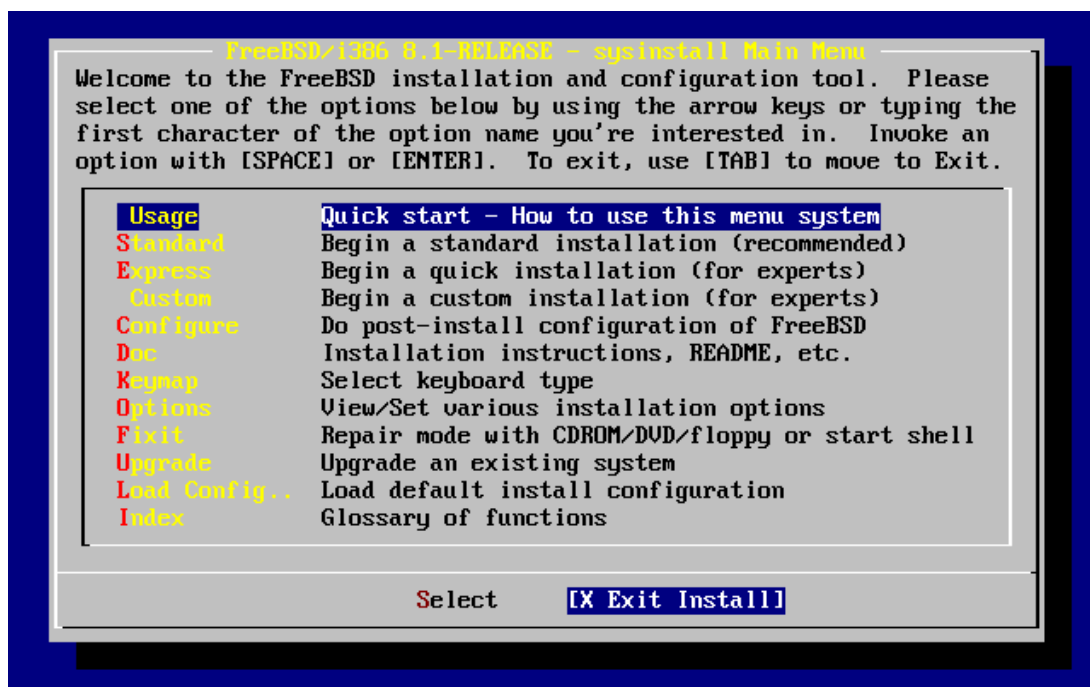 FreeBSD/i386 8.1-RELEASE - sysinstall Main Menu
Welcome to the FreeBSD installation and configuration tool.  Please
select one of the options below by using the arrow keys or typing the
first character of the option name you're interested in.  Invoke an
option with [SPACE] or [ENTER].  To exit, use [TAB] to move to Exit.
Usage Quick start - How to use this menu system
Standard Begin a standard installation (recommended)
Express Begin a quick installation (for experts)
Custom Begin a custom installation (for experts)
Configure Do post-install configuration of FreeBSD
Doc Installation instructions, README, etc.
Keymap Select keyboard type
Options View/Set various installation options
Fixit Repair mode with CDROM/DVD/floppy or start shell
Upgrade Upgrade an existing system
Load Config.. Load default install configuration
Index Glossary of functions
Select [X Exit Install]